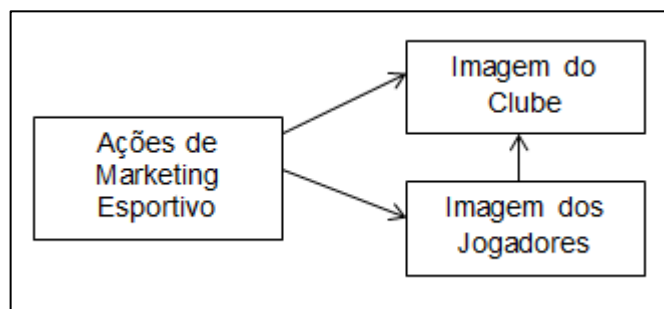 Ações de
Marketing
Esportivo
Imagem do
Clube
Imagem dos
Jogadores